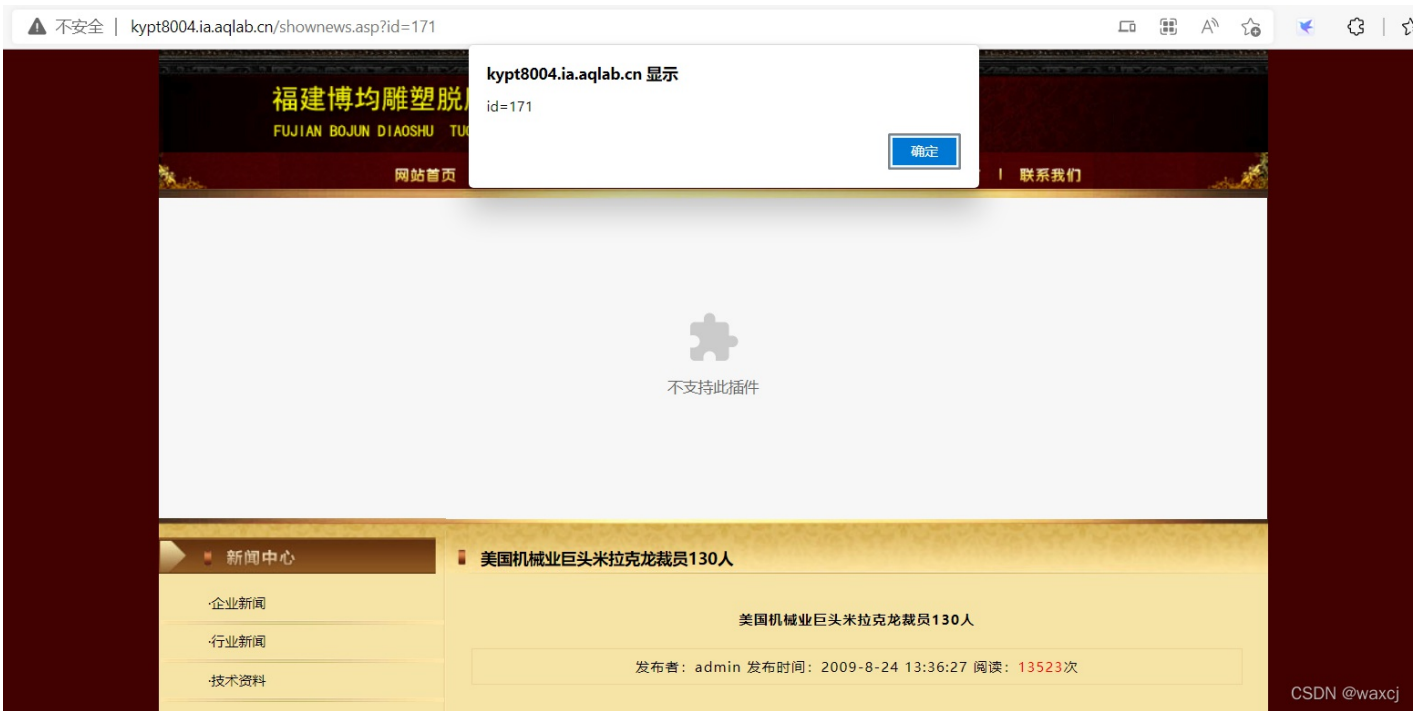 不安全 | kypt8004.ia.aqlab.cn/shownews.asp?id=171
kypt8004.ia.aqlab.cn 显示
id=171
确定
福建博均雕塑脱
FUJIAN BOJUN DIAOSHU
网站首页
| 联系我们
不支持此插件
新闻中心
·企业新闻
·行业新闻
·技术资料
美国机械业巨头米拉克龙裁员130人
美国机械业巨头米拉克龙裁员130人
发布者：admin 发布时间：2009-8-24 13:36:27 阅读：13523次
CSDN @waxcj